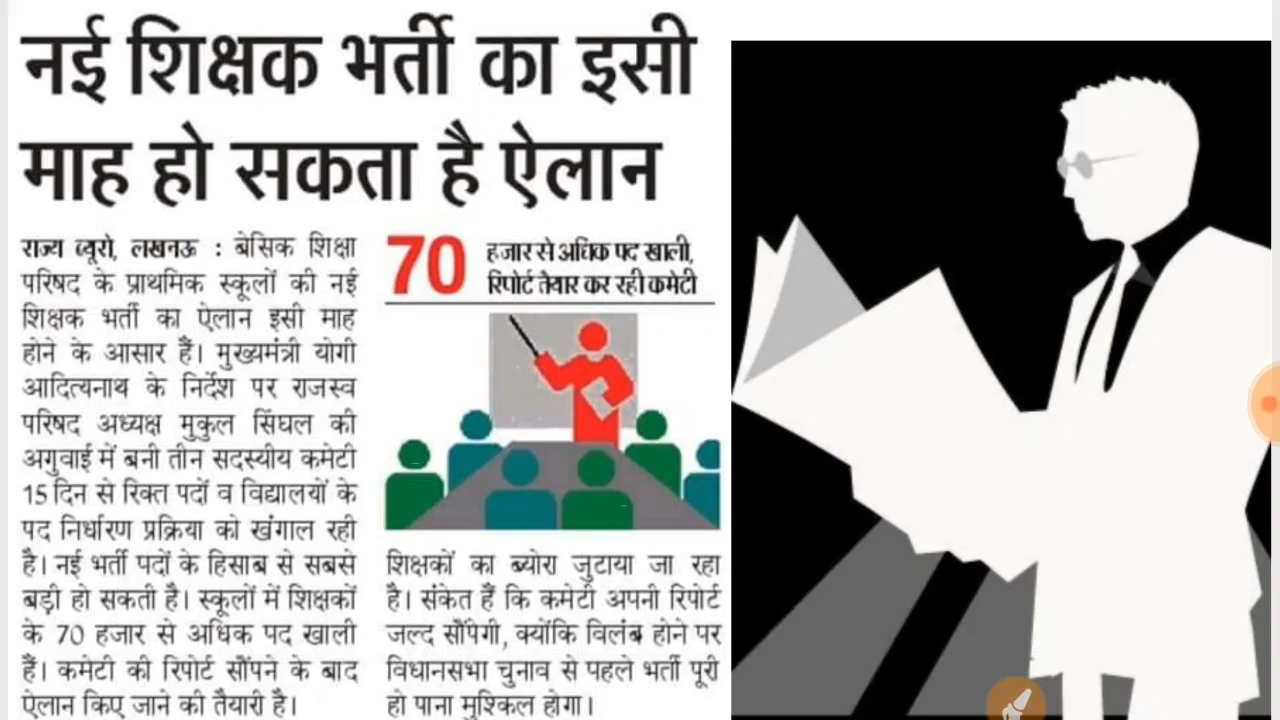 नई शिक्षक भर्ती का इसी
माह हो सकता है ऐलान
राज्य ब्यूरो, लखनऊ : बेसिक शिक्षा
परिषद के प्राथमिक स्कूलों की नई
शिक्षक भर्ती का ऐलान इसी माह
होने के आसार हैं। मुख्यमंत्री योगी
आदित्यनाथ के निर्देश पर राजस्व
परिषद अध्यक्ष मुकुल सिंघल की
अगुवाई में बनी तीन सदस्यीय कमेटी
15 दिन से रिक्त पदों व विद्यालयों के
पद निर्धारण प्रक्रिया को खंगाल रही
है। नई भर्ती पदों के हिसाब से सबसे
बड़ी हो सकती है। स्कूलों में शिक्षकों
के 70 हजार से अधिक पद खाली
हैं। कमेटी की रिपोर्ट सौंपने के बाद
ऐलान किए जाने की तैयारी है।
70 हजार से अधिक पद खाली,
रिपोर्ट तैयार कर रही कमेटी
शिक्षकों का ब्योरा जुटाया जा रहा
है। संकेत हैं कि कमेटी अपनी रिपोर्ट
जल्द सौंपेगी, क्योंकि विलंब होने पर
विधानसभा चुनाव से पहले भर्ती पूरी
हो पाना मुश्किल होगा।